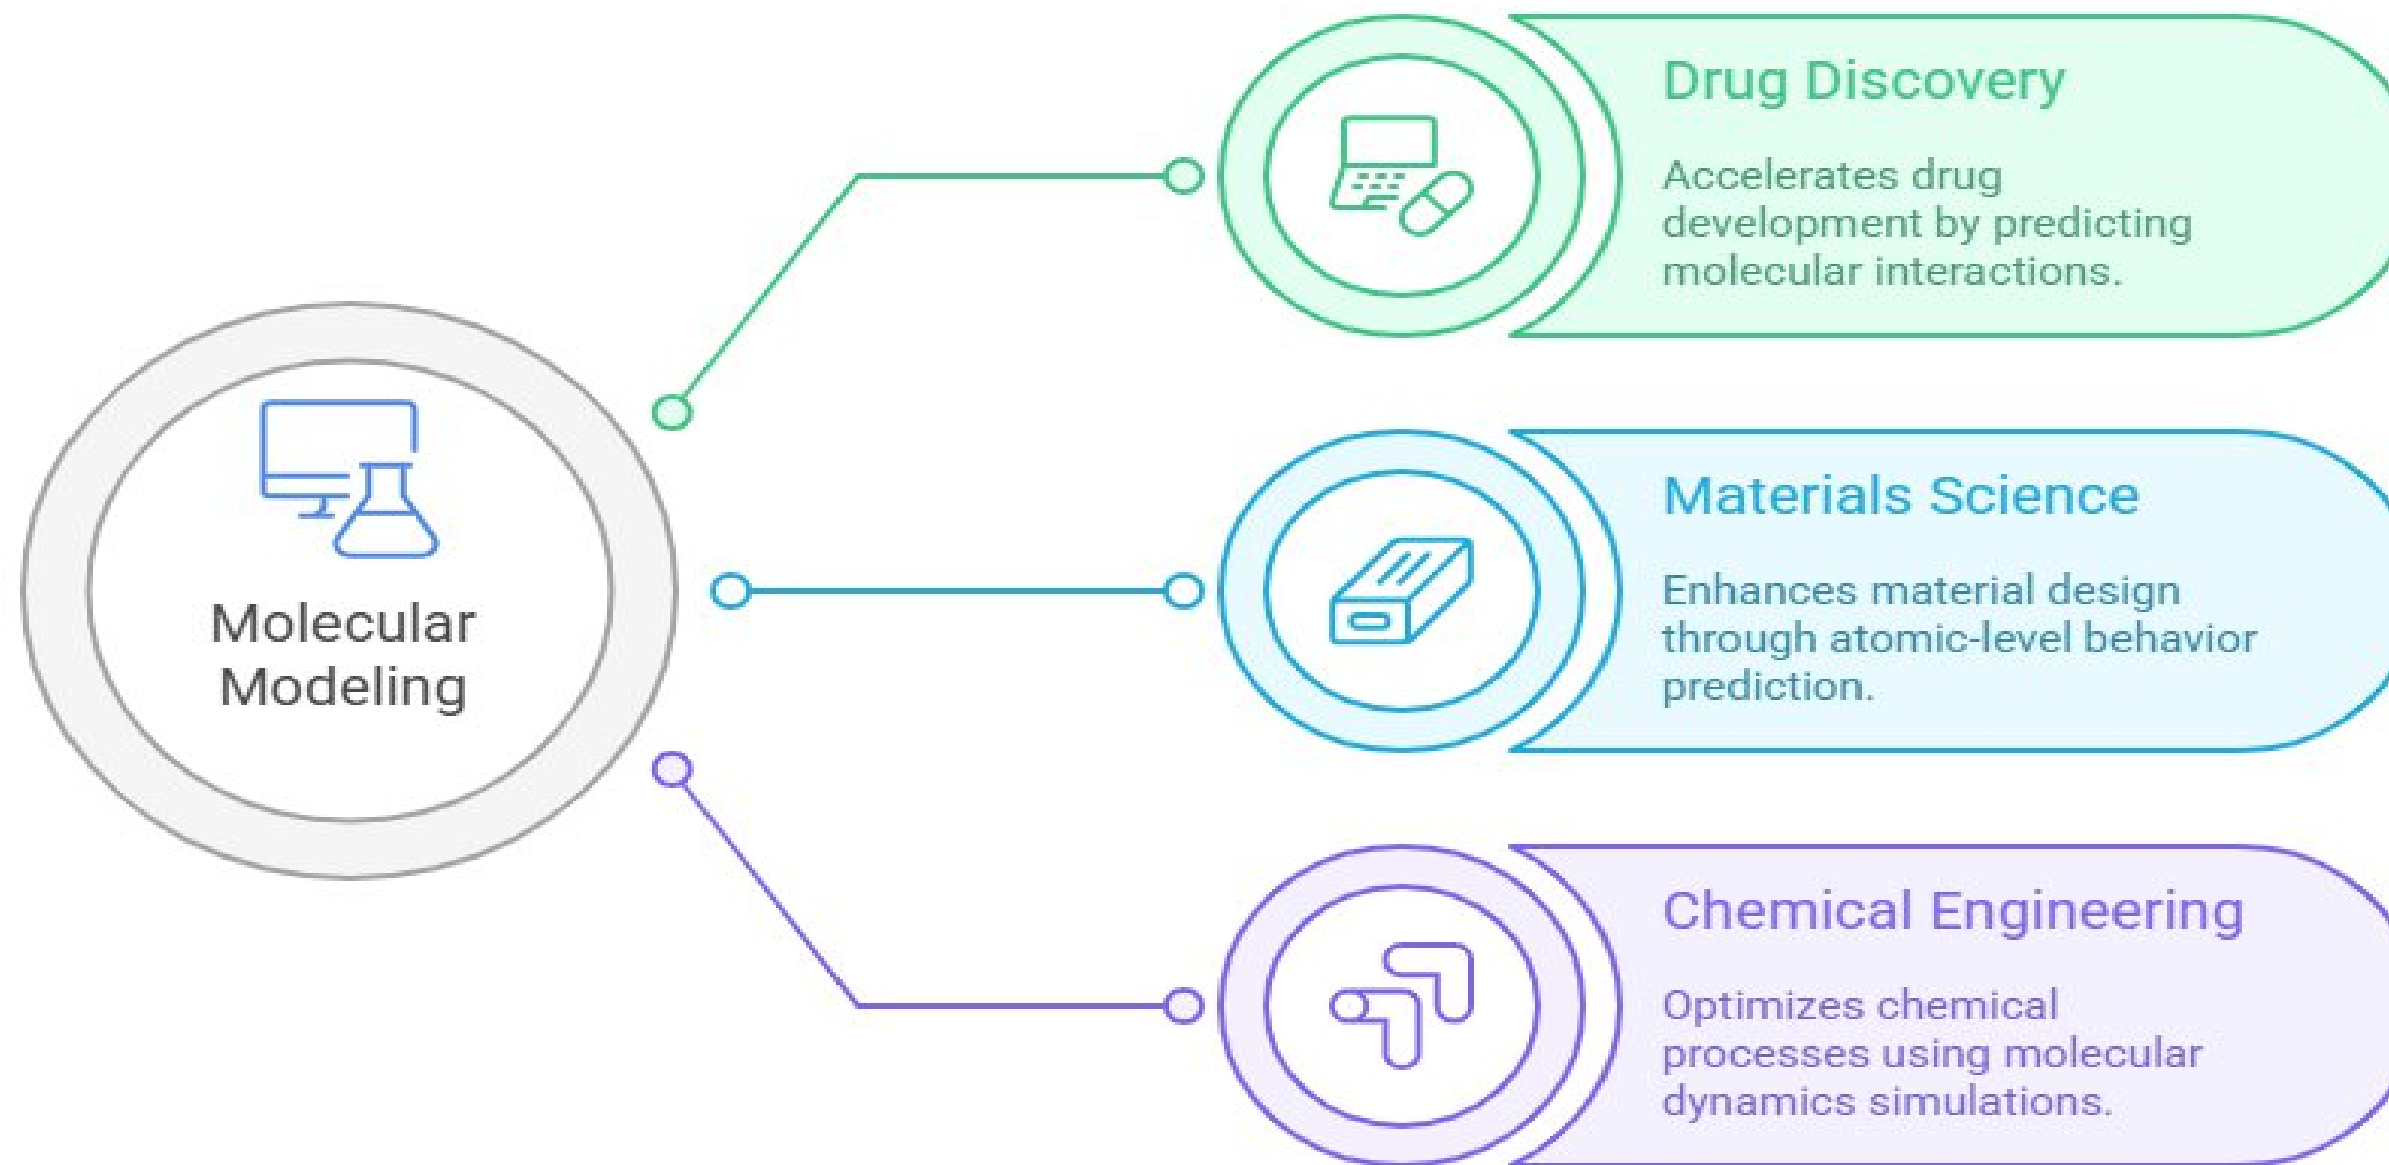 Molecular
Modeling
Drug Discovery
Accelerates drug
development by predicting
molecular interactions.
Materials Science
Enhances material design
through atomic-level behavior
prediction.
Chemical Engineering
Optimizes chemical
processes using molecular
dynamics simulations.